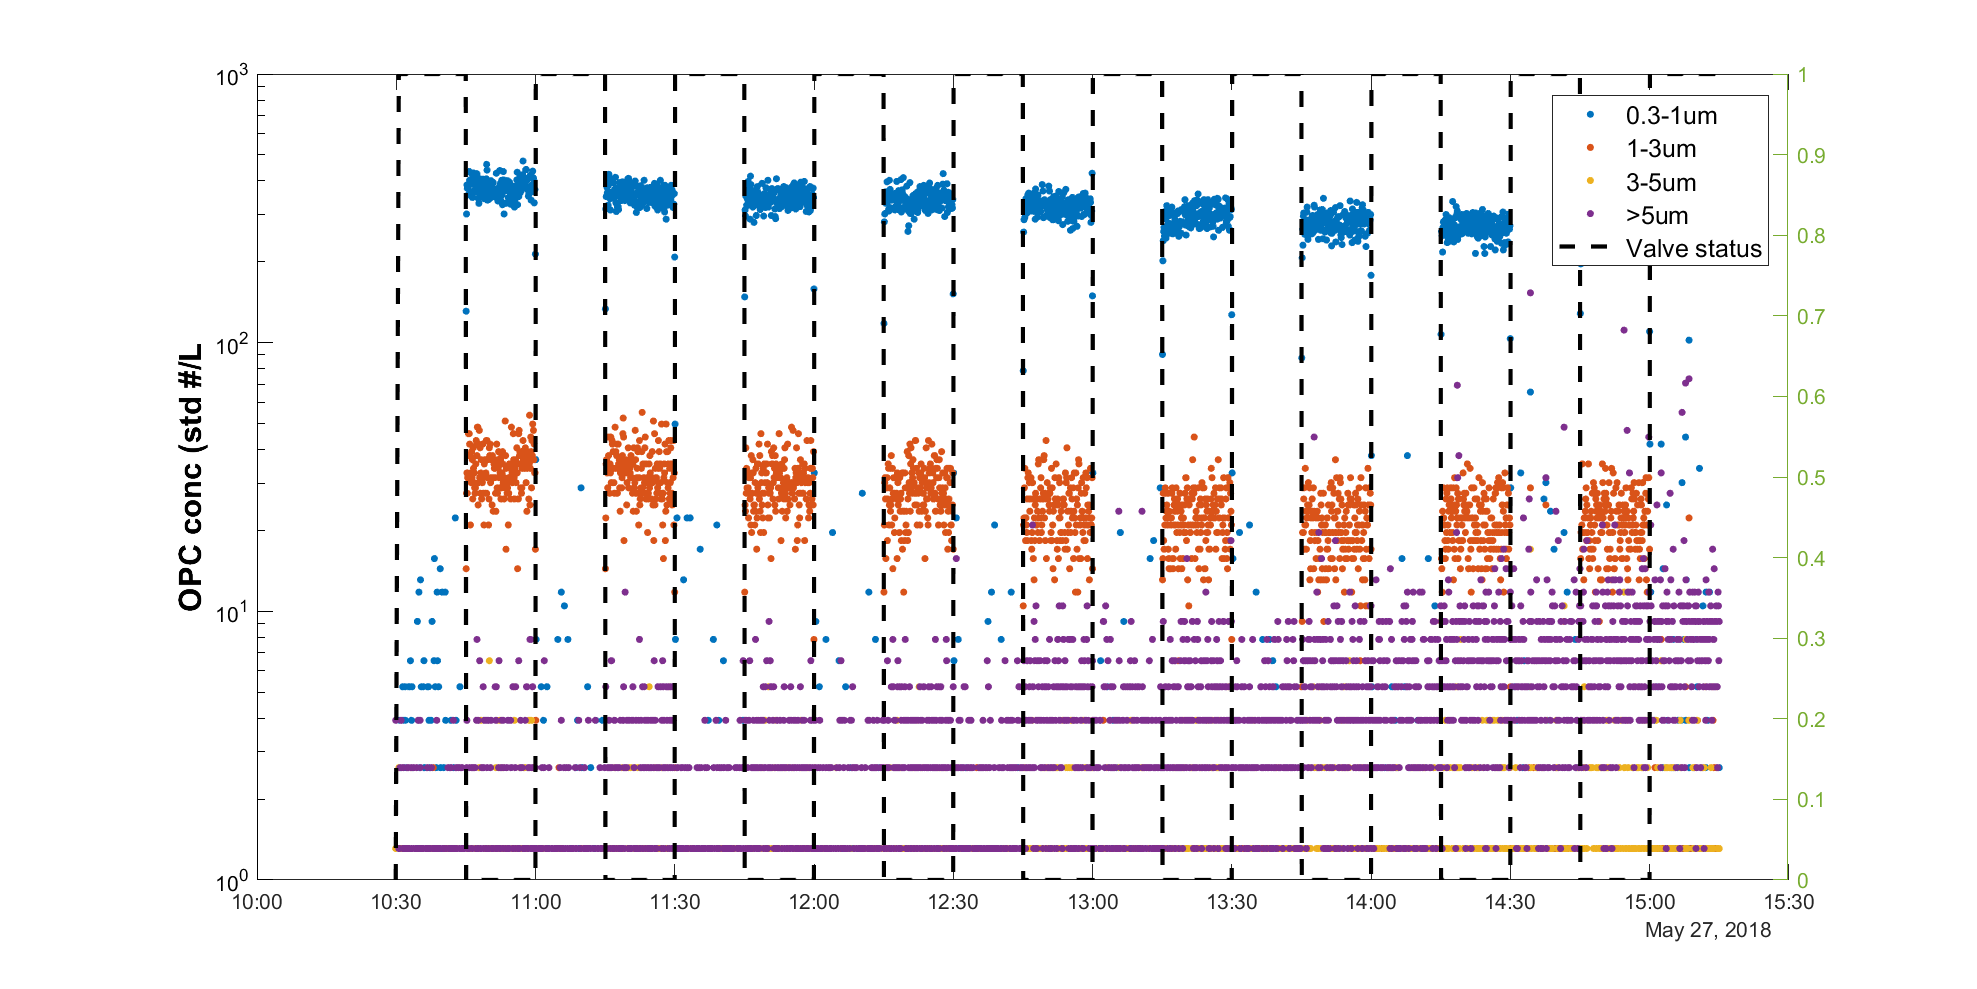 10^3
10^2
10^1
10^0
OPC conc (std #/L
1
0.9
0.8
0.7
0.6
0.5
0.4
0.3
0.2
0.1
0
0.3-1um
1-3um
3-5um
>5um
Valve status
10:00 10:30 11:00 11:30 12:00 12:30 13:00 13:30 14:00 14:30 15:00 15:30
May 27, 2018